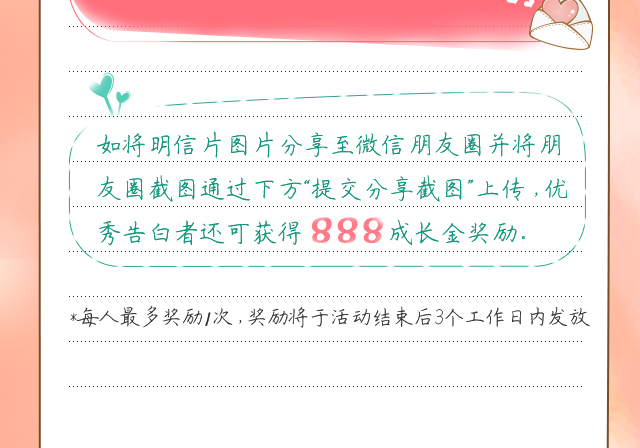 如将明信片图片分享至微信朋友圈并将朋
友圈截图通过下方“提交分享截图”上传,优
秀告白者还可获得 888 成长金奖励.
*每人最多奖励1次,奖励将于活动结束后3个工作日内发放